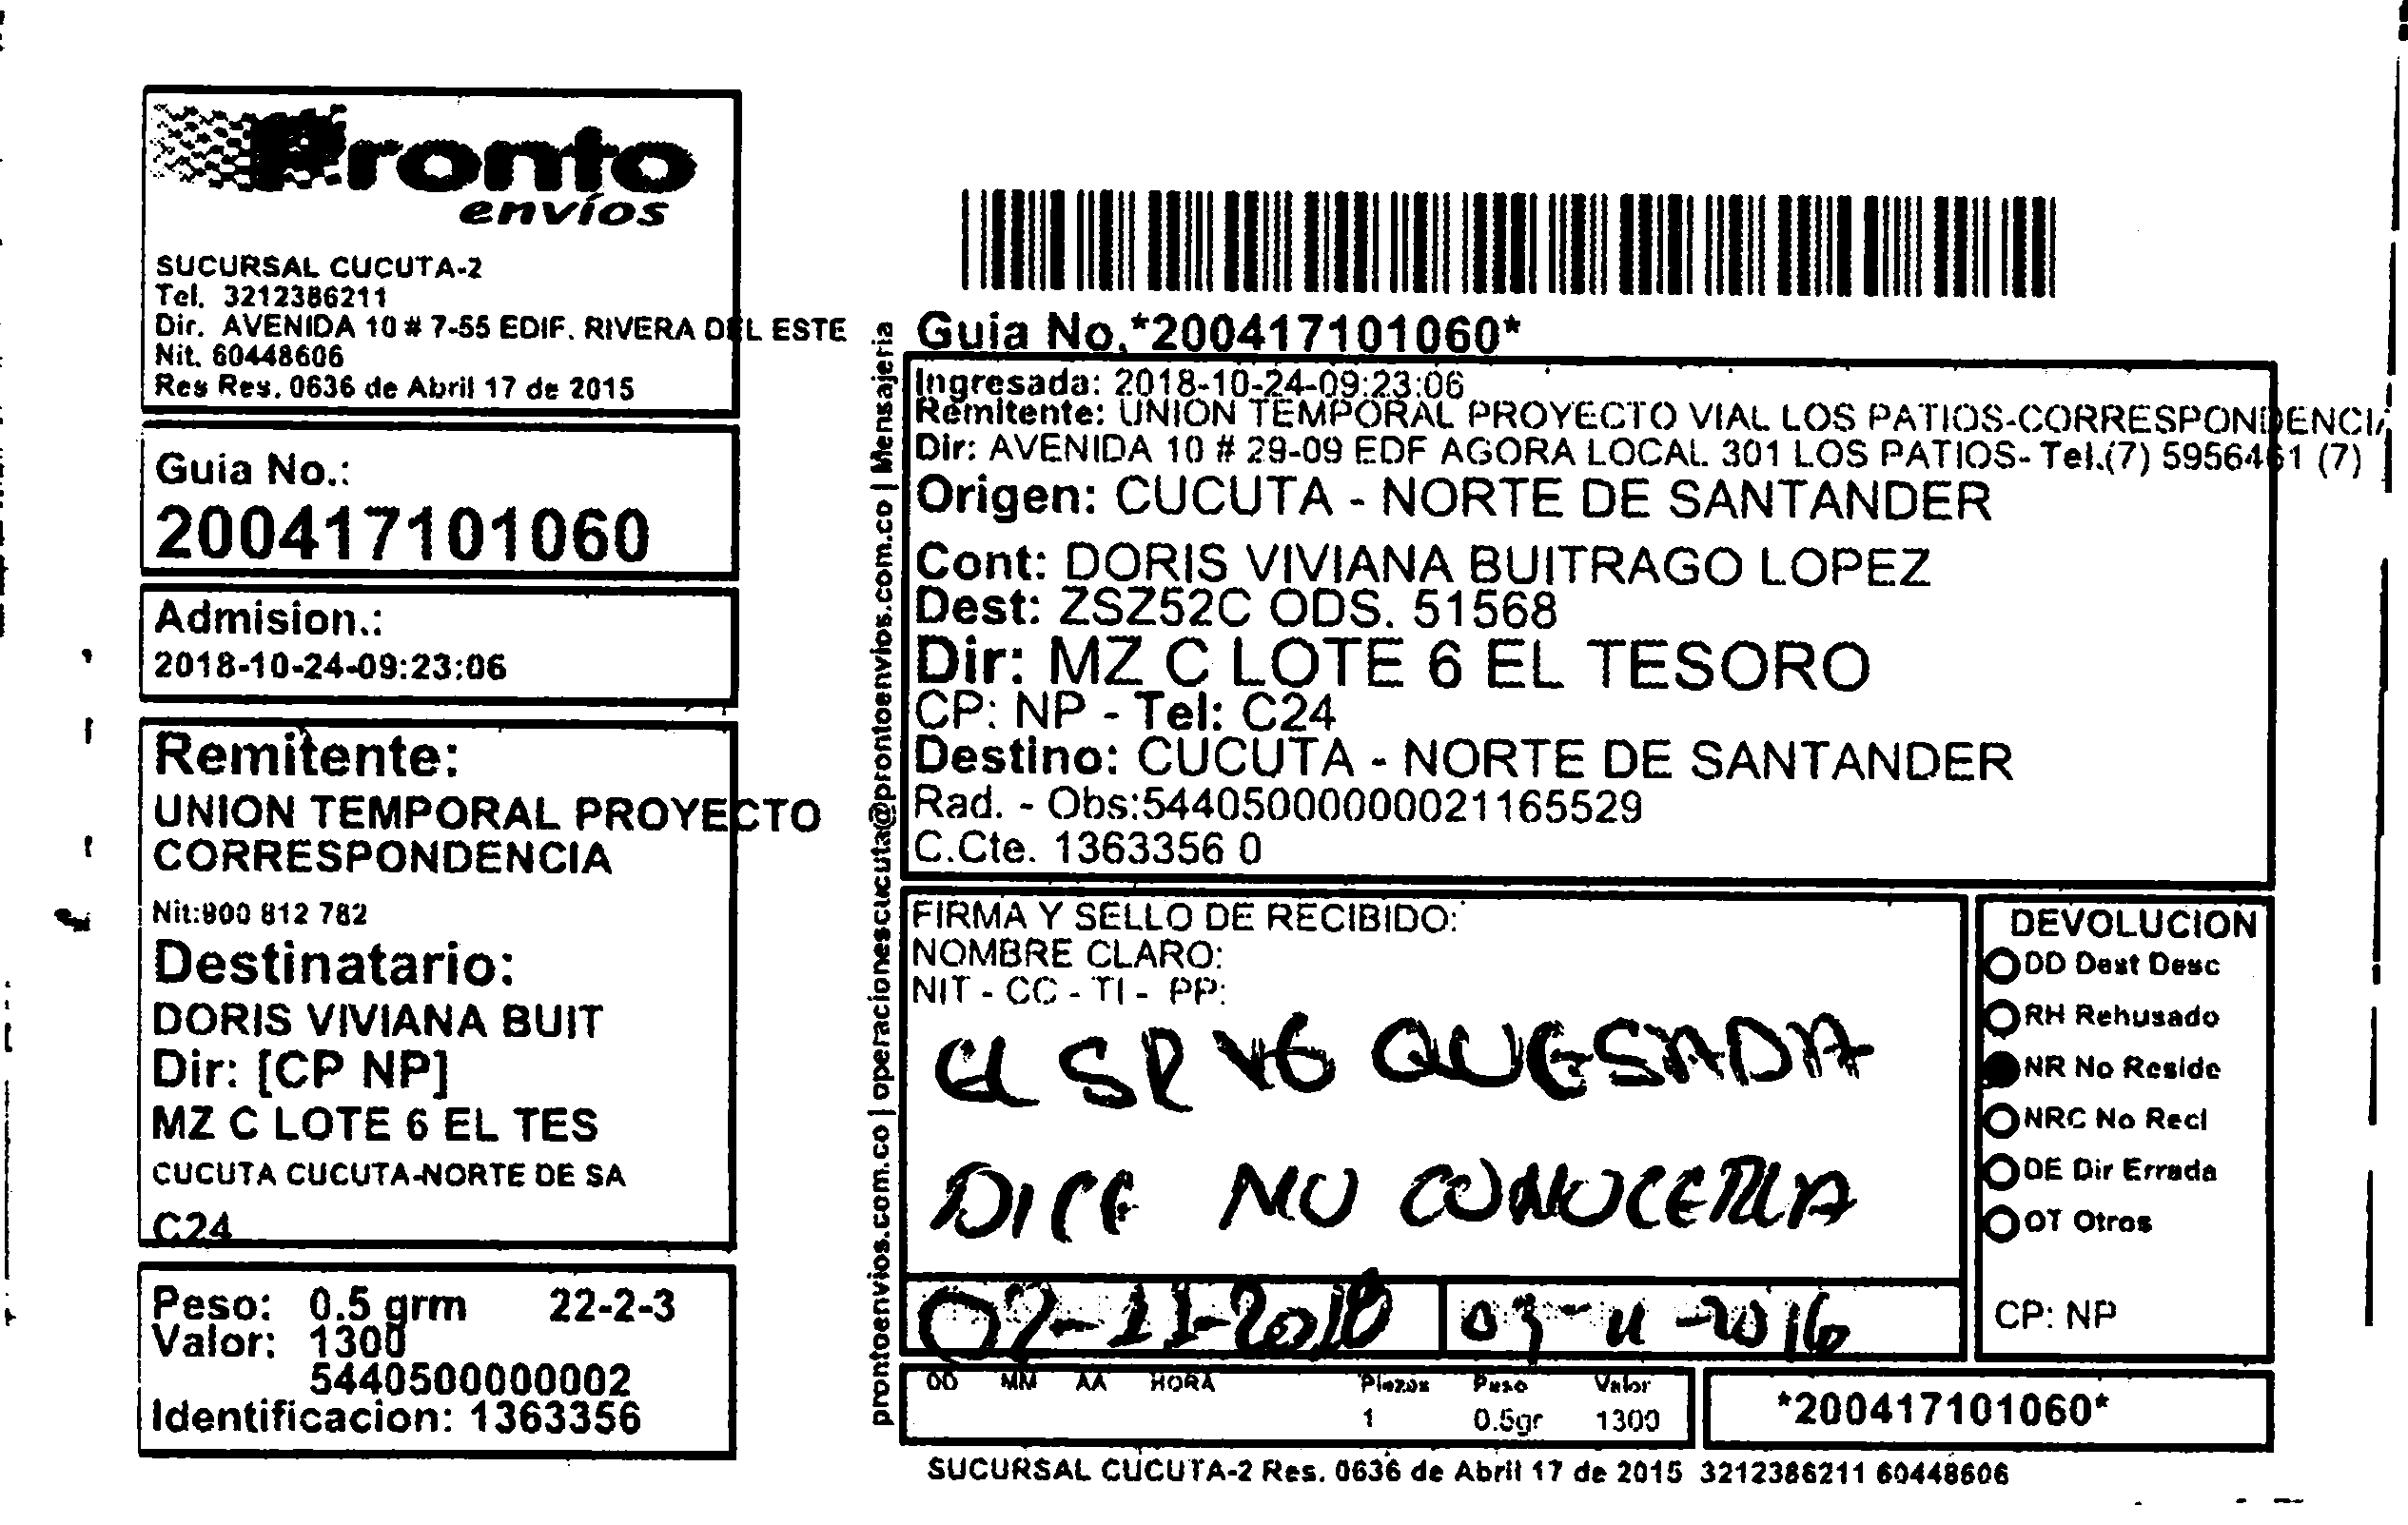 Pronto
envíos
SUCURSAL CUCUTA-2
Tel. 3212386211
Dir. AVENIDA 10 # 7-55 EDIF. RIVERA DEL ESTE
Nit. 60448606
Res Res. 0636 de Abril 17 de 2015
Guia No.:
200417101060
Admision.:
2018-10-24-09:23:06
Remitente:
UNION TEMPORAL PROYECTO
CORRESPONDENCIA
Nit:900 812 782
Destinatario:
DORIS VIVIANA BUIT
Dir: [CP NP]
MZ C LOTE 6 EL TES
CUCUTA CUCUTA-NORTE DE SA
C24
Peso: 0.5 grm 22-2-3
Valor: 1300
5440500000002
Identificacion: 1363356
prontoenvios.com.co | operacionescucuta@prontoenvios.com.co | Mensajeria
Guia No.*200417101060*
Ingresada: 2018-10-24-09:23:06
Remitente: UNION TEMPORAL PROYECTO VIAL LOS PATIOS-CORRESPONDENCIA
Dir: AVENIDA 10 # 29-09 EDF AGORA LOCAL 301 LOS PATIOS- Tel.(7) 5956461 (7)
Origen: CUCUTA - NORTE DE SANTANDER
Cont: DORIS VIVIANA BUITRAGO LOPEZ
Dest: ZSZ52C ODS. 51568
Dir: MZ C LOTE 6 EL TESORO
CP: NP - Tel: C24
Destino: CUCUTA - NORTE DE SANTANDER
Rad. - Obs:544050000000021165529
C.Cte. 1363356 0
FIRMA Y SELLO DE RECIBIDO:
NOMBRE CLARO:
NIT - CC - TI - PP:
el SR QUESADA
DICE NO CONOCERLA
02-11-2018
DD MM AA HORA Piezas Peso Valor
1 0.5gr 1300
DEVOLUCION
DD Dest Desc
RH Rehusado
NR No Reside
NRC No Recl
DE Dir Errada
OT Otros
CP: NP
*200417101060*
SUCURSAL CUCUTA-2 Res. 0636 de Abril 17 de 2015 3212386211 60448606